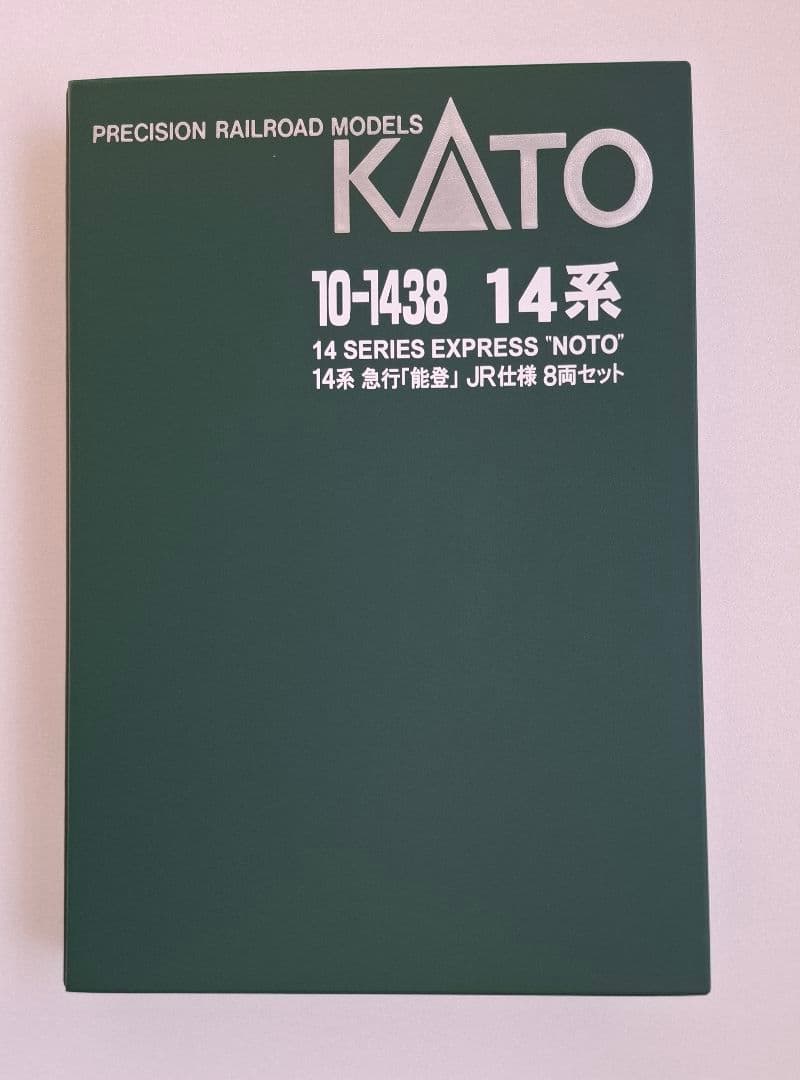 PRECISION RAILROAD MODELS
KATO
10-1438 14系
14 SERIES EXPRESS "NOTO"
14系 急行「能登」 JR仕様 8両セット